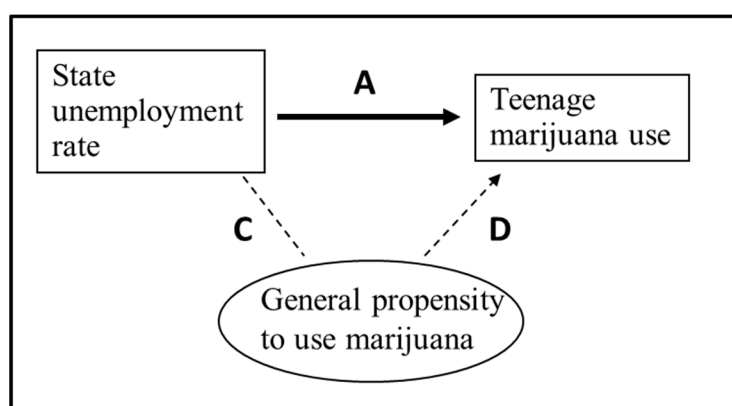 State
unemployment
rate
A
Teenage
marijuana use
C
D
General propensity
to use marijuana